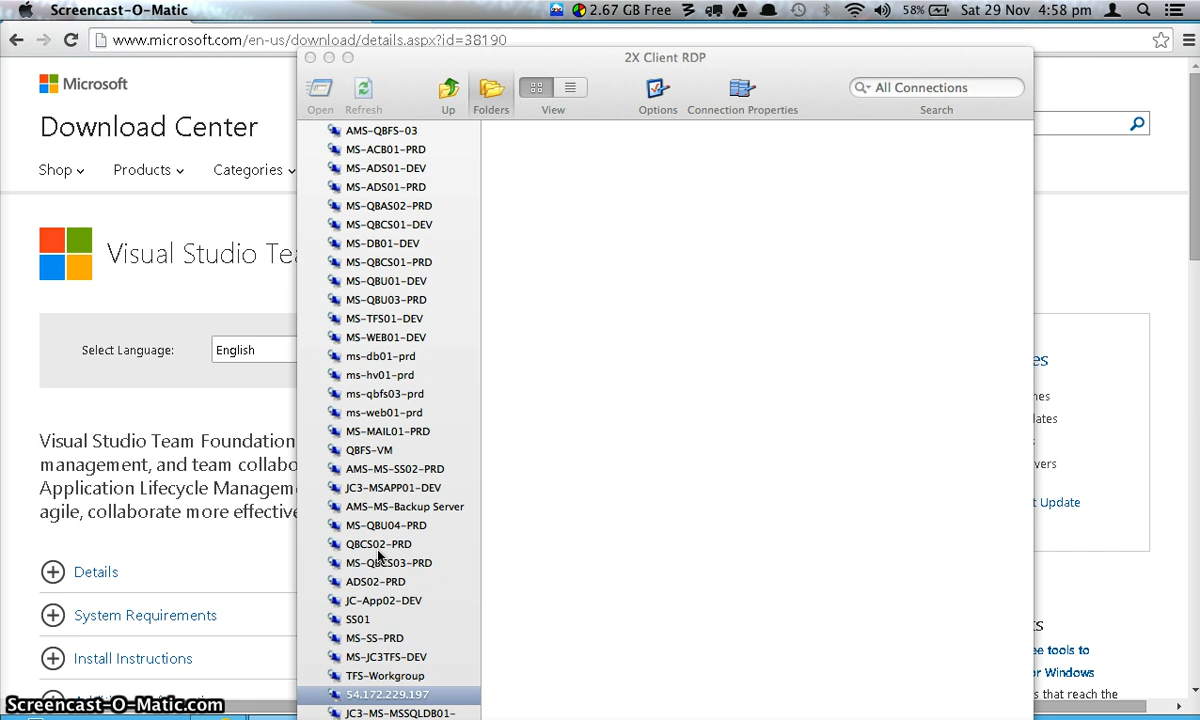 Screencast-O-Matic 2.67 GB Free 58% Sat 29 Nov 4:58 pm
www.microsoft.com/en-us/download/details.aspx?id=38190
2X Client RDP
Open Refresh Up Folders View Options Connection Properties All Connections Search
Microsoft
Download Center
Shop Products Categories
Visual Studio Tea
Select Language: English
Visual Studio Team Foundation
management, and team collabo
Application Lifecycle Managem
agile, collaborate more effective
Details
System Requirements
Install Instructions
AMS-QBFS-03
MS-ACB01-PRD
MS-ADS01-DEV
MS-ADS01-PRD
MS-QBAS02-PRD
MS-QBCS01-DEV
MS-DB01-DEV
MS-QBCS01-PRD
MS-QBU01-DEV
MS-QBU03-PRD
MS-TFS01-DEV
MS-WEB01-DEV
ms-db01-prd
ms-hv01-prd
ms-qbfs03-prd
ms-web01-prd
MS-MAIL01-PRD
QBFS-VM
AMS-MS-SS02-PRD
JC3-MSAPP01-DEV
AMS-MS-Backup Server
MS-QBU04-PRD
QBCS02-PRD
MS-QBCS03-PRD
ADS02-PRD
JC-App02-DEV
SS01
MS-SS-PRD
MS-JC3TFS-DEV
TFS-Workgroup
54.172.229.197
JC3-MS-MSSQLDB01-
es
nes
lates
s
vers
t Update
ts
ee tools to
or Windows
s that reach the
Screencast-O-Matic.com